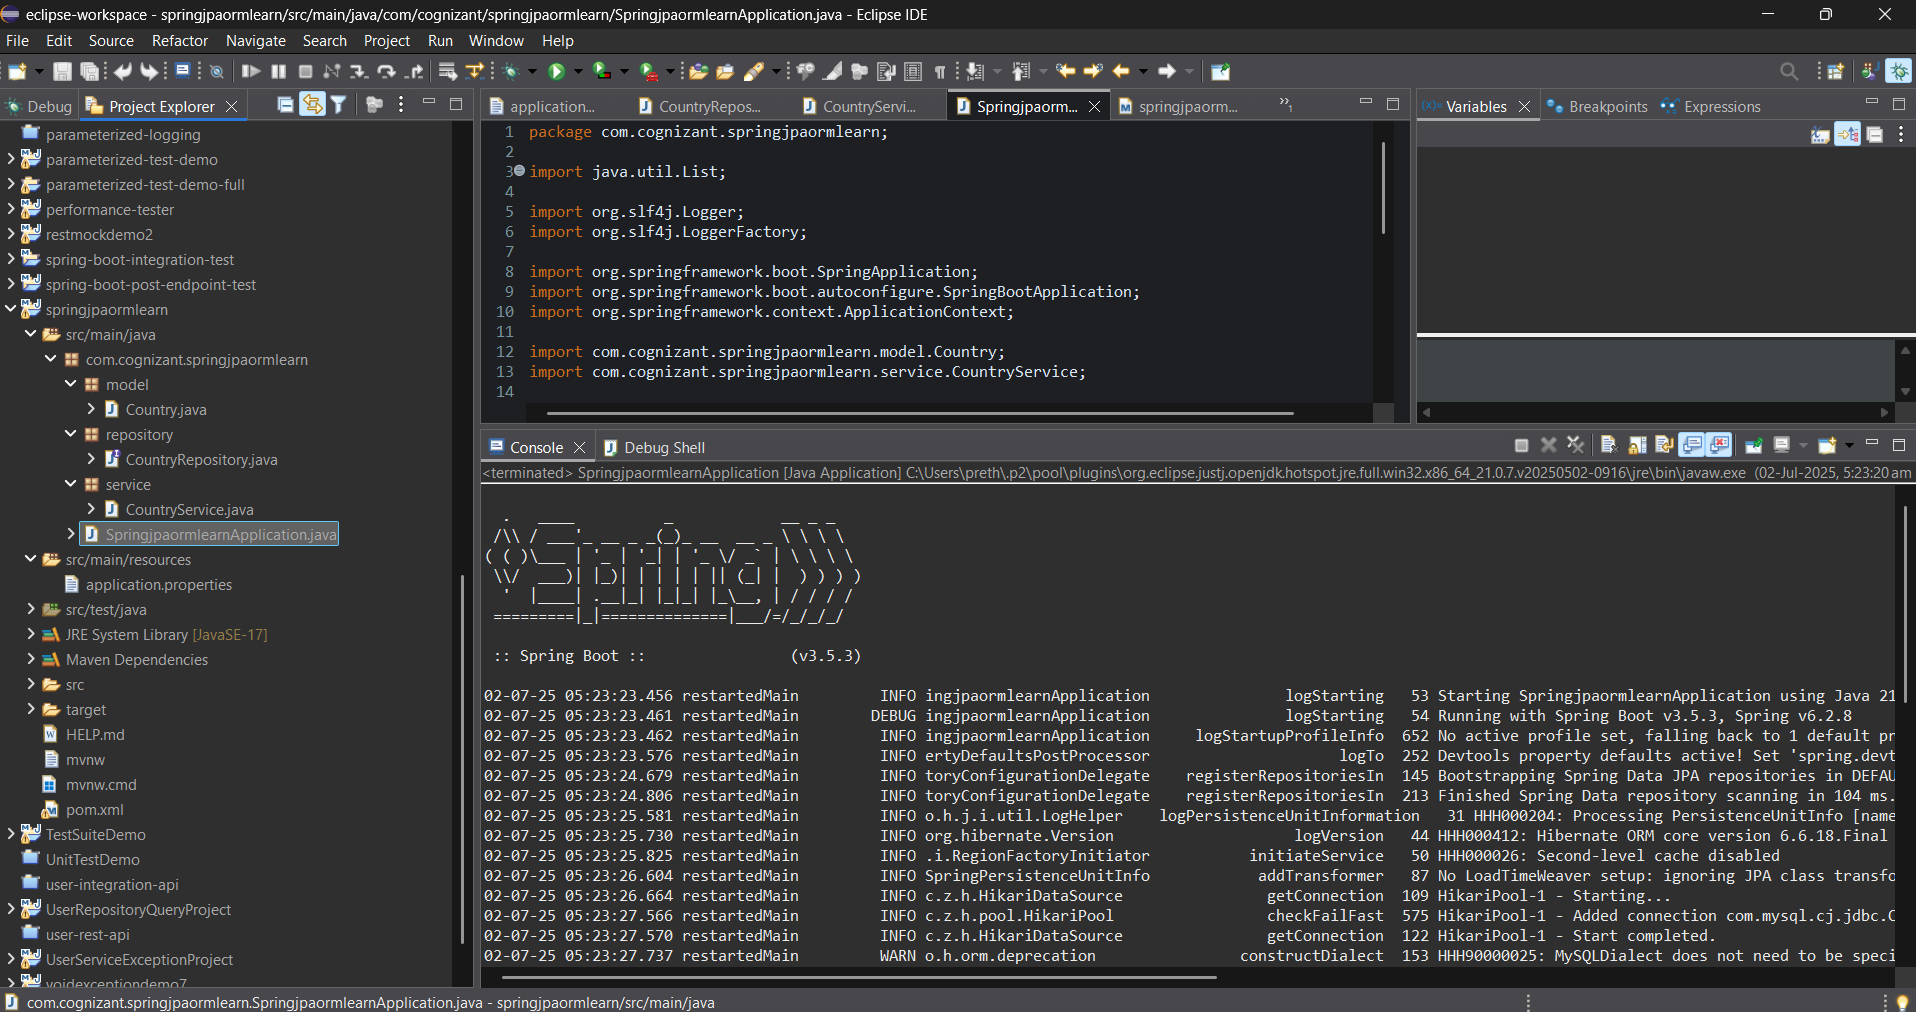 eclipse-workspace - springjpaormlearn/src/main/java/com/cognizant/springjpaormlearn/SpringjpaormlearnApplication.java - Eclipse IDE
File Edit Source Refactor Navigate Search Project Run Window Help
Debug Project Explorer
parameterized-logging
parameterized-test-demo
parameterized-test-demo-full
performance-tester
restmockdemo2
spring-boot-integration-test
spring-boot-post-endpoint-test
springjpaormlearn
src/main/java
com.cognizant.springjpaormlearn
model
Country.java
repository
CountryRepository.java
service
CountryService.java
SpringjpaormlearnApplication.java
src/main/resources
application.properties
src/test/java
JRE System Library [JavaSE-17]
Maven Dependencies
src
target
HELP.md
mvnw
mvnw.cmd
pom.xml
TestSuiteDemo
UnitTestDemo
user-integration-api
UserRepositoryQueryProject
user-rest-api
UserServiceExceptionProject
voidexceptiondemo7
application... CountryRepos... CountryServi... Springjpaorm... springjpaorm... »1
1 package com.cognizant.springjpaormlearn;
2
3 import java.util.List;
4
5 import org.slf4j.Logger;
6 import org.slf4j.LoggerFactory;
7
8 import org.springframework.boot.SpringApplication;
9 import org.springframework.boot.autoconfigure.SpringBootApplication;
10 import org.springframework.context.ApplicationContext;
11
12 import com.cognizant.springjpaormlearn.model.Country;
13 import com.cognizant.springjpaormlearn.service.CountryService;
14
(x)= Variables Breakpoints Expressions
Console Debug Shell
<terminated> SpringjpaormlearnApplication [Java Application] C:\Users\preth\.p2\pool\plugins\org.eclipse.justj.openjdk.hotspot.jre.full.win32.x86_64_21.0.7.v20250502-0916\jre\bin\javaw.exe (02-Jul-2025, 5:23:20 am
Spring
:: Spring Boot :: (v3.5.3)
02-07-25 05:23:23.456 restartedMain INFO ingjpaormlearnApplication logStarting 53 Starting SpringjpaormlearnApplication using Java 21
02-07-25 05:23:23.461 restartedMain DEBUG ingjpaormlearnApplication logStarting 54 Running with Spring Boot v3.5.3, Spring v6.2.8
02-07-25 05:23:23.462 restartedMain INFO ingjpaormlearnApplication logStartupProfileInfo 652 No active profile set, falling back to 1 default pr
02-07-25 05:23:23.576 restartedMain INFO ertyDefaultsPostProcessor logTo 252 Devtools property defaults active! Set 'spring.devt
02-07-25 05:23:24.679 restartedMain INFO toryConfigurationDelegate registerRepositoriesIn 145 Bootstrapping Spring Data JPA repositories in DEFAU
02-07-25 05:23:24.806 restartedMain INFO toryConfigurationDelegate registerRepositoriesIn 213 Finished Spring Data repository scanning in 104 ms.
02-07-25 05:23:25.581 restartedMain INFO o.h.j.i.util.LogHelper logPersistenceUnitInformation 31 HHH000204: Processing PersistenceUnitInfo [name
02-07-25 05:23:25.730 restartedMain INFO org.hibernate.Version logVersion 44 HHH000412: Hibernate ORM core version 6.6.18.Final
02-07-25 05:23:25.825 restartedMain INFO .i.RegionFactoryInitiator initiateService 50 HHH000026: Second-level cache disabled
02-07-25 05:23:26.604 restartedMain INFO SpringPersistenceUnitInfo addTransformer 87 No LoadTimeWeaver setup: ignoring JPA class transfo
02-07-25 05:23:26.664 restartedMain INFO c.z.h.HikariDataSource getConnection 109 HikariPool-1 - Starting...
02-07-25 05:23:27.566 restartedMain INFO c.z.h.pool.HikariPool checkFailFast 575 HikariPool-1 - Added connection com.mysql.cj.jdbc.C
02-07-25 05:23:27.570 restartedMain INFO c.z.h.HikariDataSource getConnection 122 HikariPool-1 - Start completed.
02-07-25 05:23:27.737 restartedMain WARN o.h.orm.deprecation constructDialect 153 HHH90000025: MySQLDialect does not need to be speci
com.cognizant.springjpaormlearn.SpringjpaormlearnApplication.java - springjpaormlearn/src/main/java